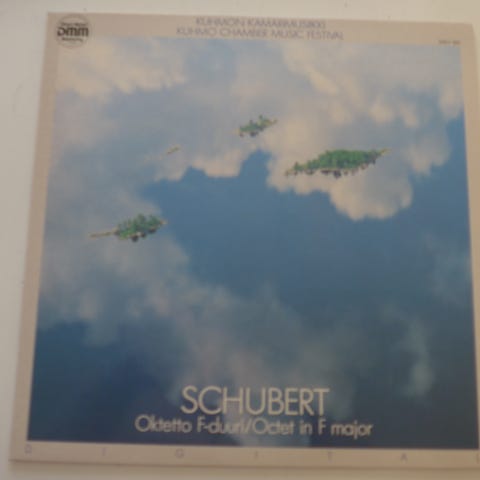 KUHMON KAMARIMUSIIKKI
KUHMO CHAMBER MUSIC FESTIVAL
DMM
SCHUBERT
Oktetto F-duuri/Octet in F major
D I G I T A L